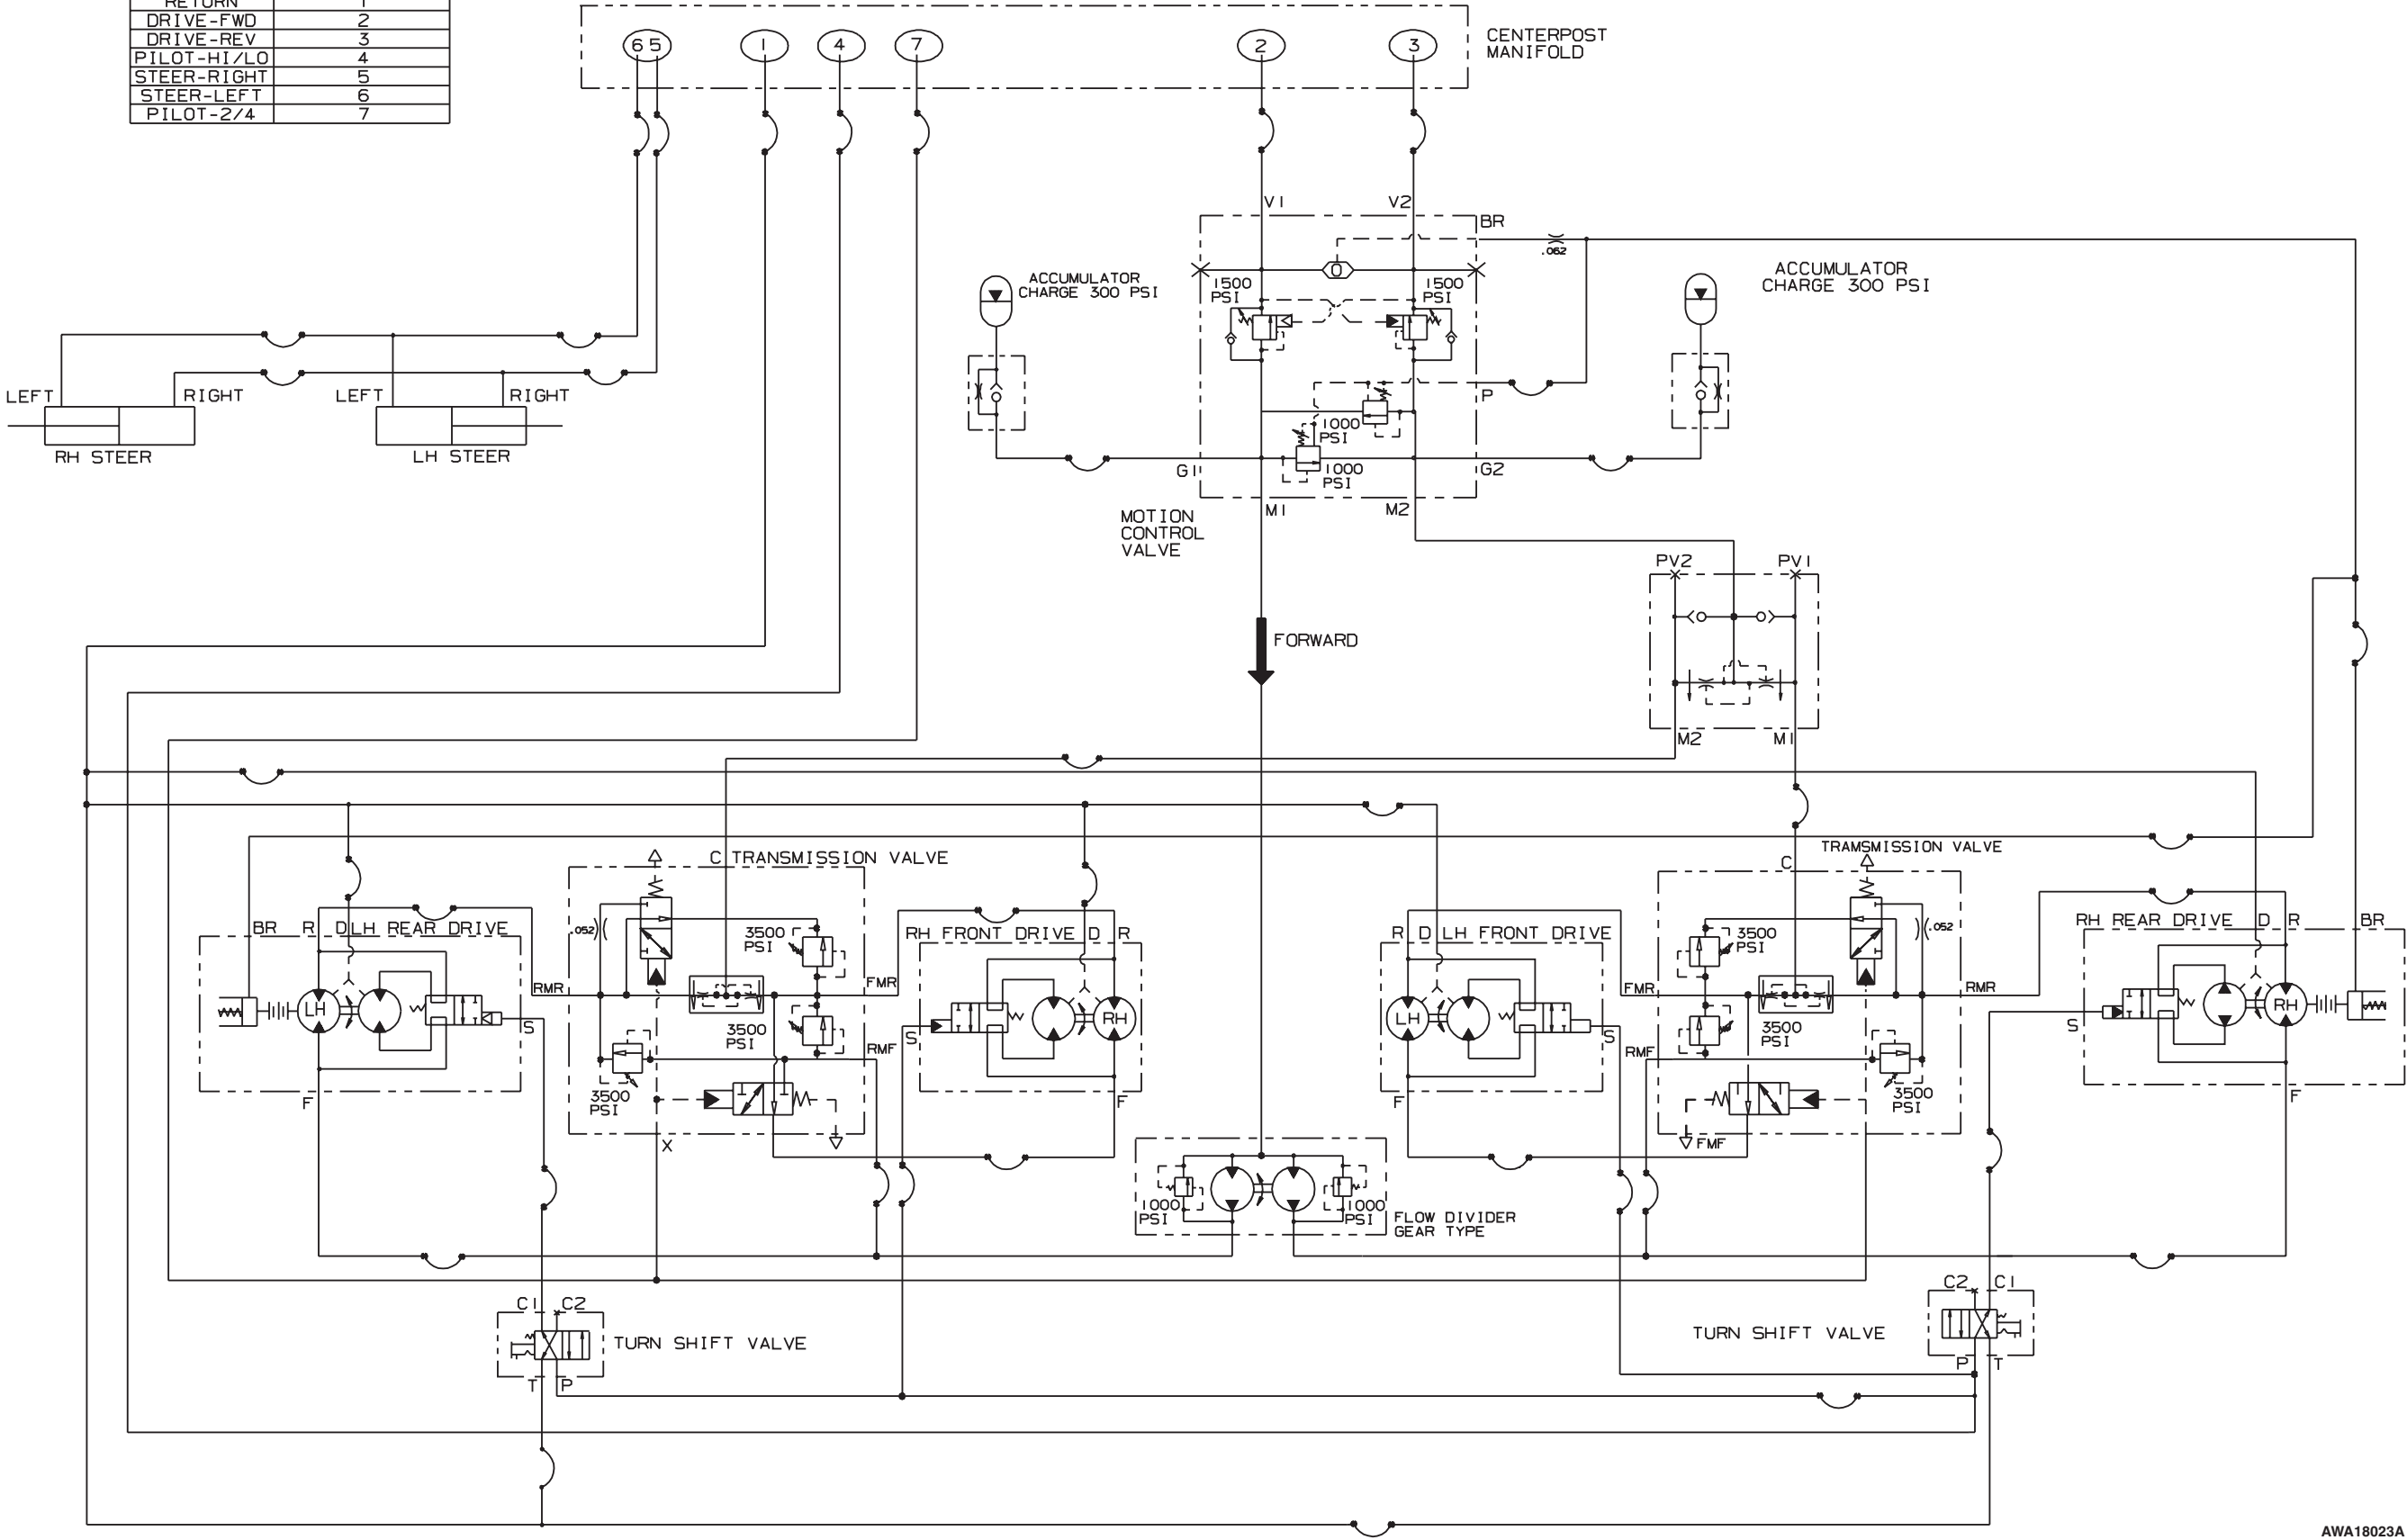 RETURN 1
DRIVE-FWD 2
DRIVE-REV 3
PILOT-HI/LO 4
STEER-RIGHT 5
STEER-LEFT 6
PILOT-2/4 7
6 5 1 4 7 2 3
CENTERPOST
MANIFOLD
V1 V2
BR
.062
ACCUMULATOR
CHARGE 300 PSI
1500
PSI
1500
PSI
ACCUMULATOR
CHARGE 300 PSI
LEFT RIGHT LEFT RIGHT
RH STEER LH STEER
P
1000
PSI
1000
PSI
G1 G2
M1 M2
MOTION
CONTROL
VALVE
PV2 PV1
FORWARD
M2 M1
C TRANSMISSION VALVE
TRAMSMISSION VALVE
C
BR R D LH REAR DRIVE
.052
3500
PSI
RH FRONT DRIVE D R
R D LH FRONT DRIVE
3500
PSI
.052
RH REAR DRIVE D R BR
RMR FMR FMR RMR
LH RH LH RH
S S S S
3500
PSI
3500
PSI
RMF RMF
3500
PSI
3500
PSI
F F F F
X FMF
1000
PSI
1000
PSI
FLOW DIVIDER
GEAR TYPE
C1 C2
TURN SHIFT VALVE
T P
C2 C1
TURN SHIFT VALVE
P T
AWA18023A